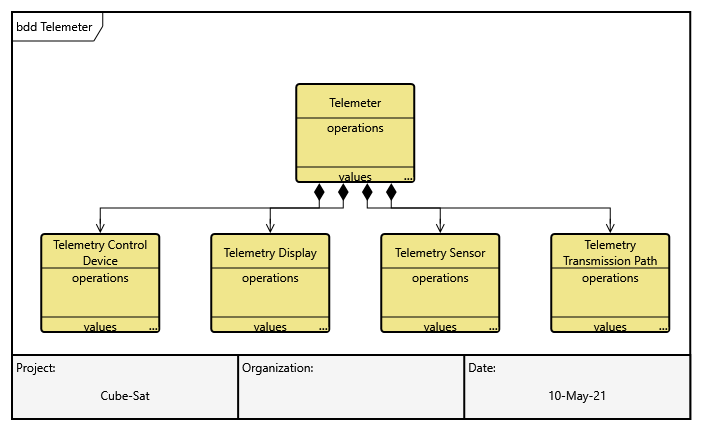 bdd Telemeter
Telemeter
operations
values
...
Telemetry Control
Device
operations
values
...
Telemetry Display
operations
values
...
Telemetry Sensor
operations
values
...
Telemetry
Transmission Path
operations
values
...
Project:
Cube-Sat
Organization:
Date:
10-May-21